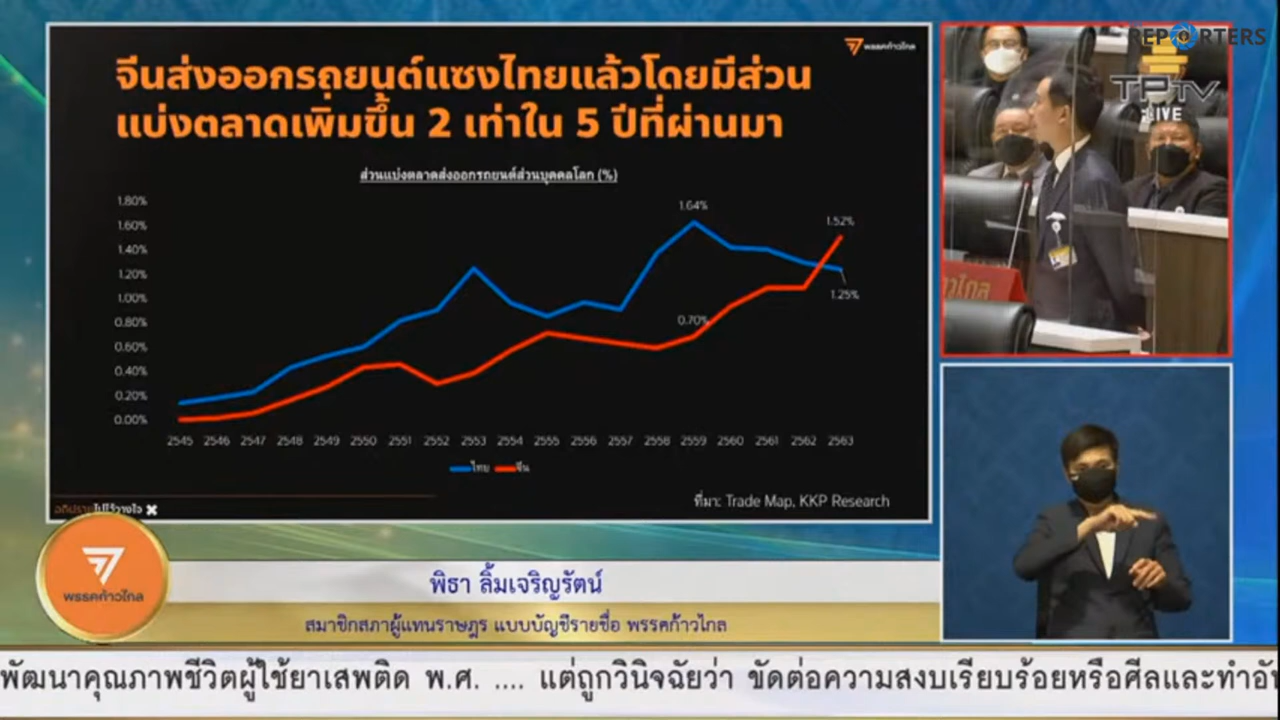 REPORTERS
TPTV
LIVE
พรรคก้าวไกล
จีนส่งออกรถยนต์แซงไทยแล้วโดยมีส่วน
แบ่งตลาดเพิ่มขึ้น 2 เท่าใน 5 ปีที่ผ่านมา
ส่วนแบ่งตลาดส่งออกรถยนต์ส่วนบุคคลโลก (%)
1.80%
1.60%
1.40%
1.20%
1.00%
0.80%
0.60%
0.40%
0.20%
0.00%
1.64%
1.52%
1.25%
0.70%
2545 2546 2547 2548 2549 2550 2551 2552 2553 2554 2555 2556 2557 2558 2559 2560 2561 2562 2563
ไทย จีน
ที่มา: Trade Map, KKP Research
อภิปรายไม่ไว้วางใจ
พรรคก้าวไกล
พิธา ลิ้มเจริญรัตน์
สมาชิกสภาผู้แทนราษฎร แบบบัญชีรายชื่อ พรรคก้าวไกล
พัฒนาคุณภาพชีวิตผู้ใช้ยาเสพติด พ.ศ. .... แต่ถูกวินิจฉัยว่า ขัดต่อความสงบเรียบร้อยหรือศีลและทำอั